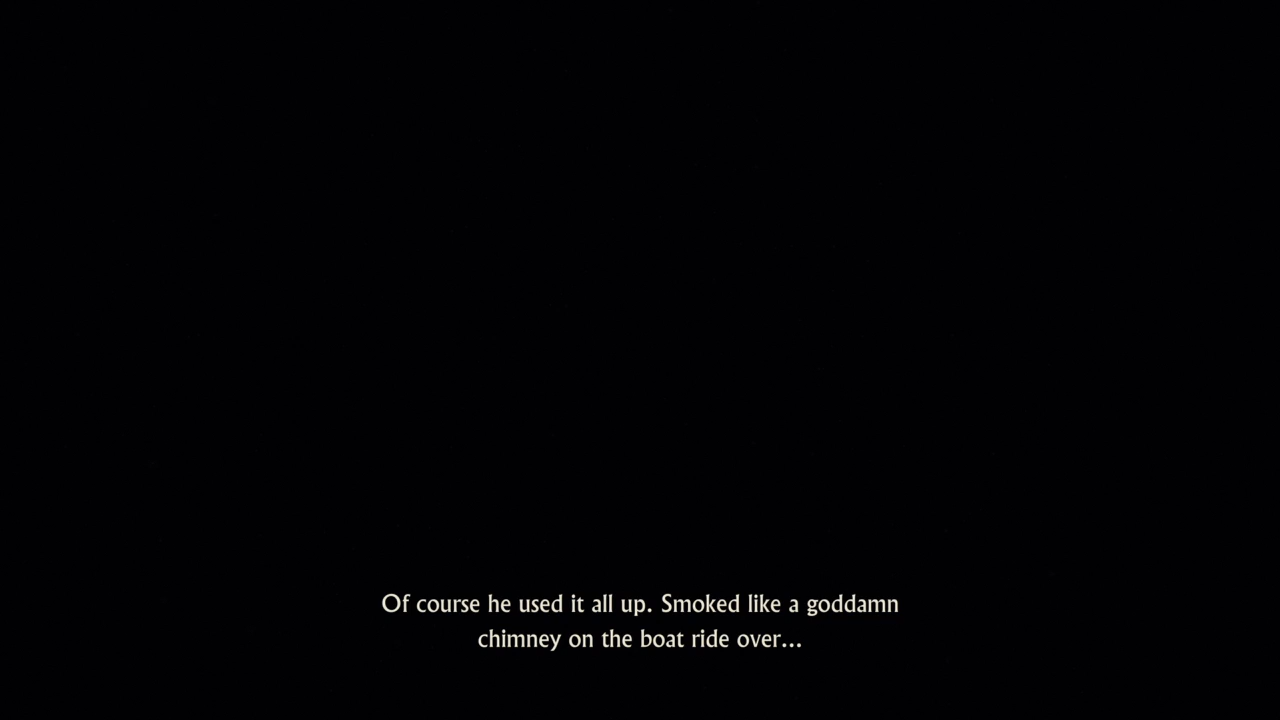 Of course he used it all up. Smoked like a goddamn
chimney on the boat ride over...